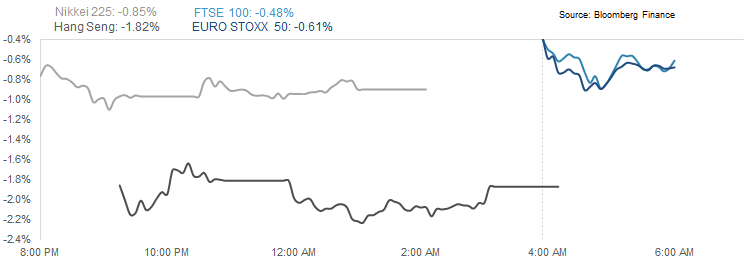 Nikkei 225: -0.85%
FTSE 100: -0.48%
Source: Bloomberg Finance
Hang Seng: -1.82%
EURO STOXX 50: -0.61%
-0.4%
-0.6%
-0.8%
-1.0%
-1.2%
-1.4%
-1.6%
-1.8%
-2.0%
-2.2%
-2.4%
8:00 PM
10:00 PM
12:00 AM
2:00 AM
4:00 AM
6:00 AM